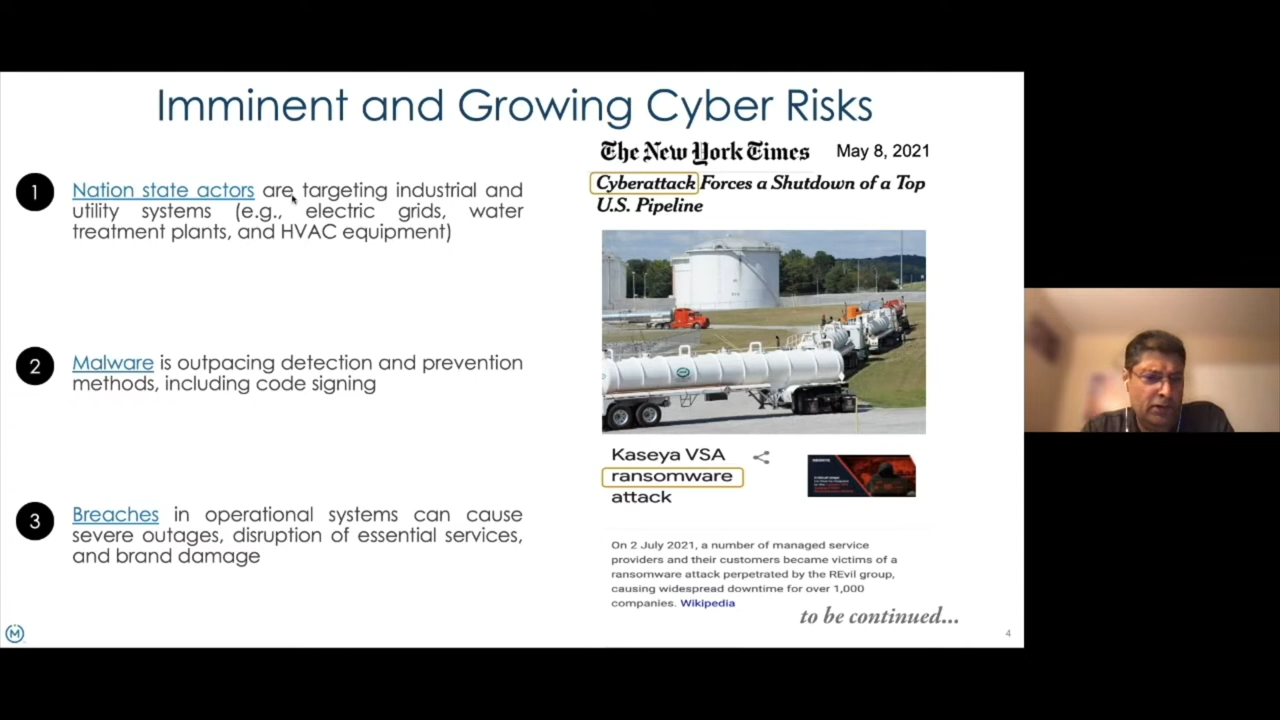 Imminent and Growing Cyber Risks
1
Nation state actors are targeting industrial and
utility systems (e.g., electric grids, water
treatment plants, and HVAC equipment)
2
Malware is outpacing detection and prevention
methods, including code signing
3
Breaches in operational systems can cause
severe outages, disruption of essential services,
and brand damage
The New York Times May 8, 2021
Cyberattack Forces a Shutdown of a Top
U.S. Pipeline
Kaseya VSA
ransomware
attack
On 2 July 2021, a number of managed service
providers and their customers became victims of a
ransomware attack perpetrated by the REvil group,
causing widespread downtime for over 1,000
companies. Wikipedia
to be continued...
M
4